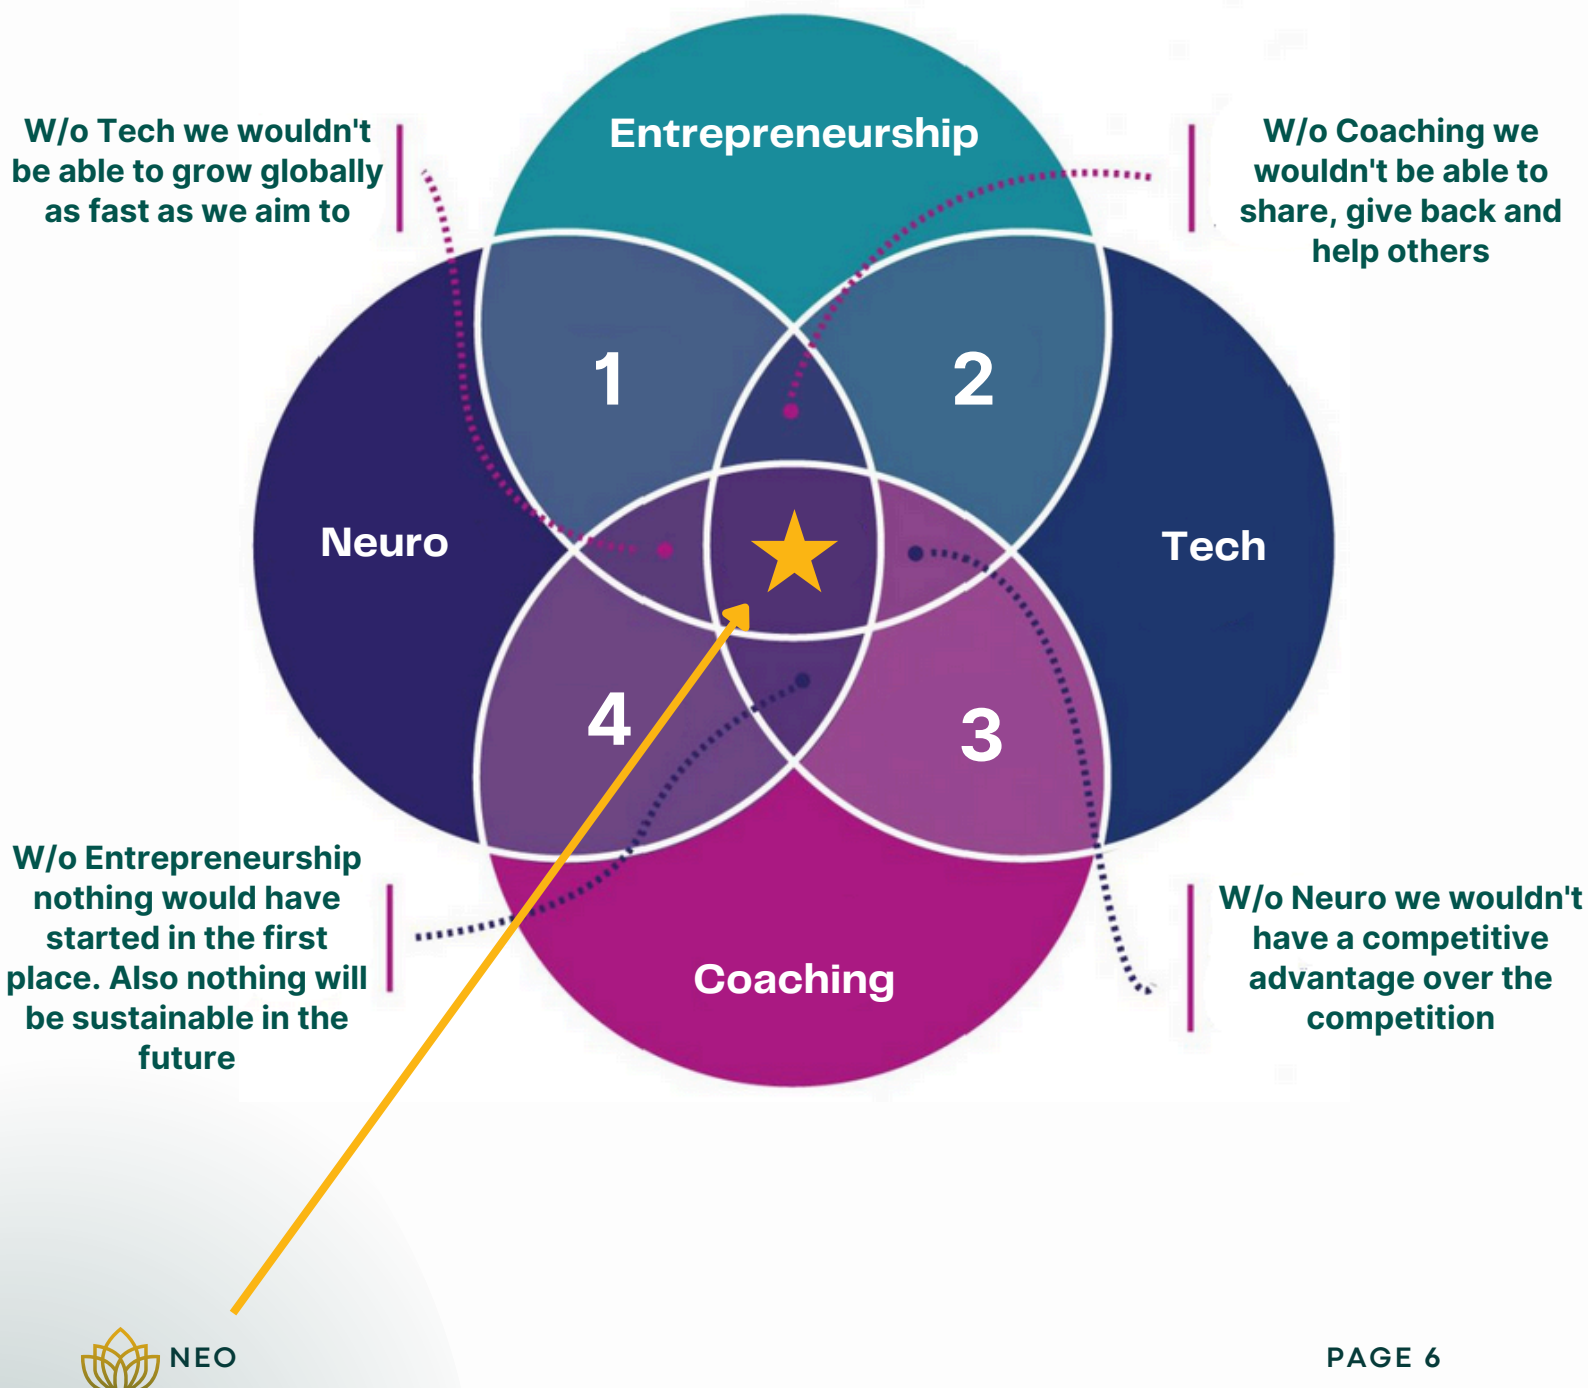 Entrepreneurship
W/o Tech we wouldn't
be able to grow globally
as fast as we aim to
W/o Coaching we
wouldn't be able to
share, give back and
help others
1
2
Neuro
Tech
4
3
W/o Entrepreneurship
nothing would have
started in the first
place. Also nothing will
be sustainable in the
future
W/o Neuro we wouldn't
have a competitive
advantage over the
competition
Coaching
NEO
PAGE 6